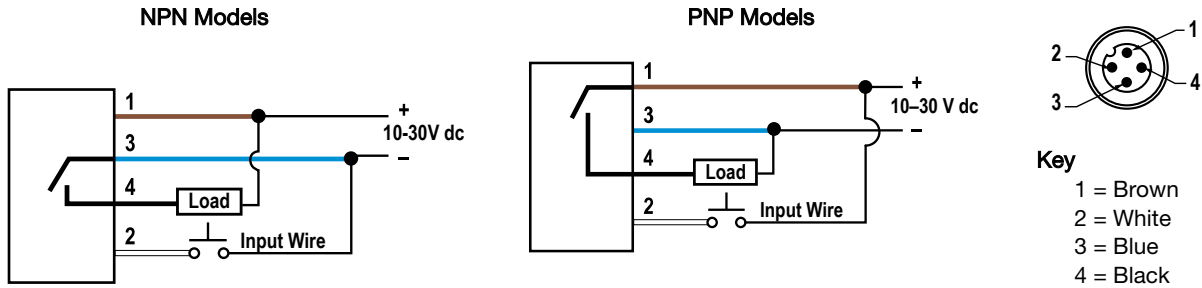 NPN Models
1
+
10-30V dc
3
–
4
Load
2
Input Wire
PNP Models
1
+
10–30 V dc
3
–
4
Load
2
Input Wire
1
2
4
3
Key
1 = Brown
2 = White
3 = Blue
4 = Black